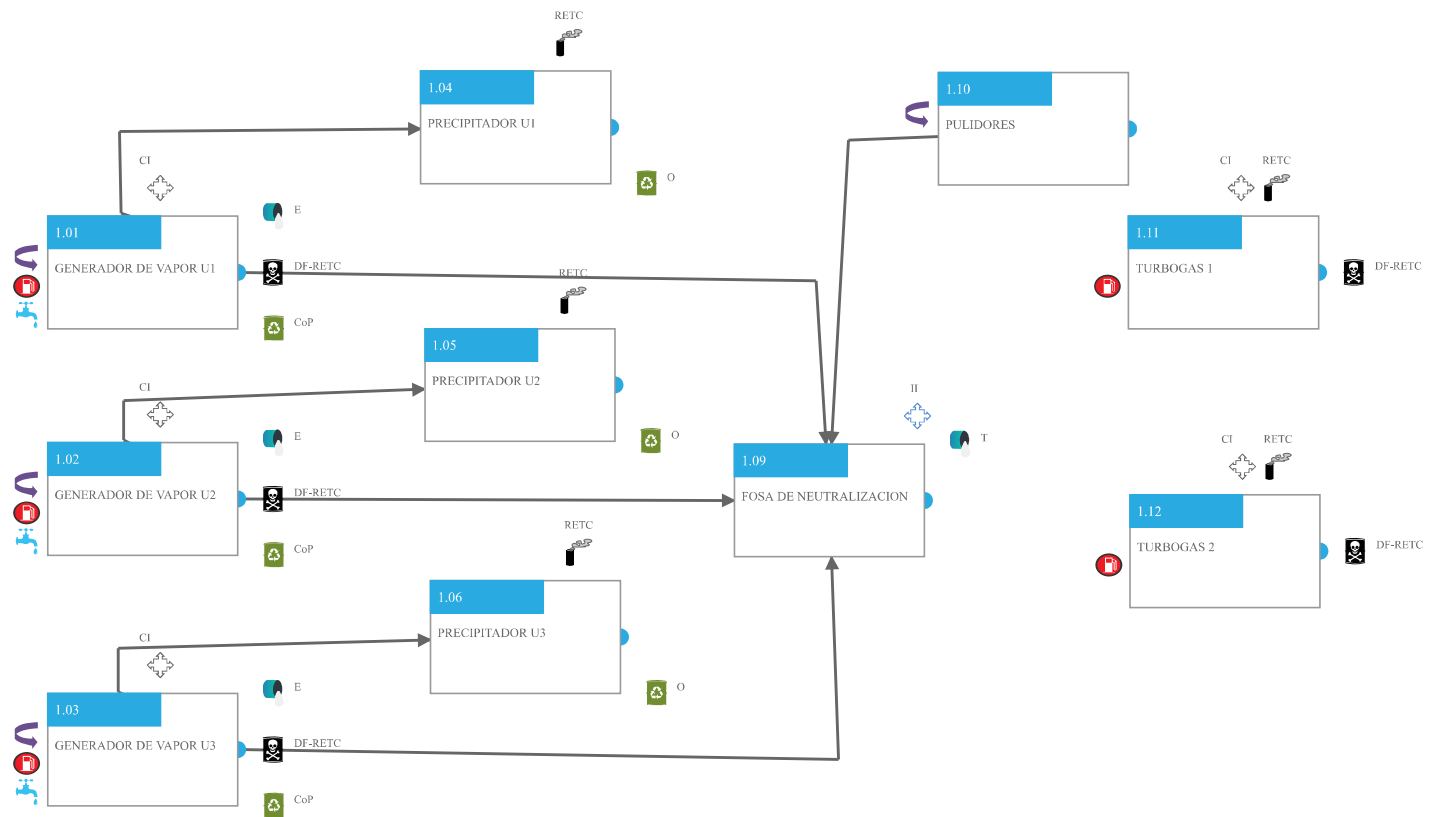 RETC
1.04
PRECIPITADOR U1
O
1.10
PULIDORES
CI
CI
RETC
1.01
GENERADOR DE VAPOR U1
E
DF-RETC
CoP
1.11
TURBOGAS 1
DF-RETC
RETC
1.05
PRECIPITADOR U2
O
CI
1.02
GENERADOR DE VAPOR U2
E
DF-RETC
CoP
II
T
1.09
FOSA DE NEUTRALIZACION
CI
RETC
1.12
TURBOGAS 2
DF-RETC
RETC
1.06
PRECIPITADOR U3
O
CI
1.03
GENERADOR DE VAPOR U3
E
DF-RETC
CoP